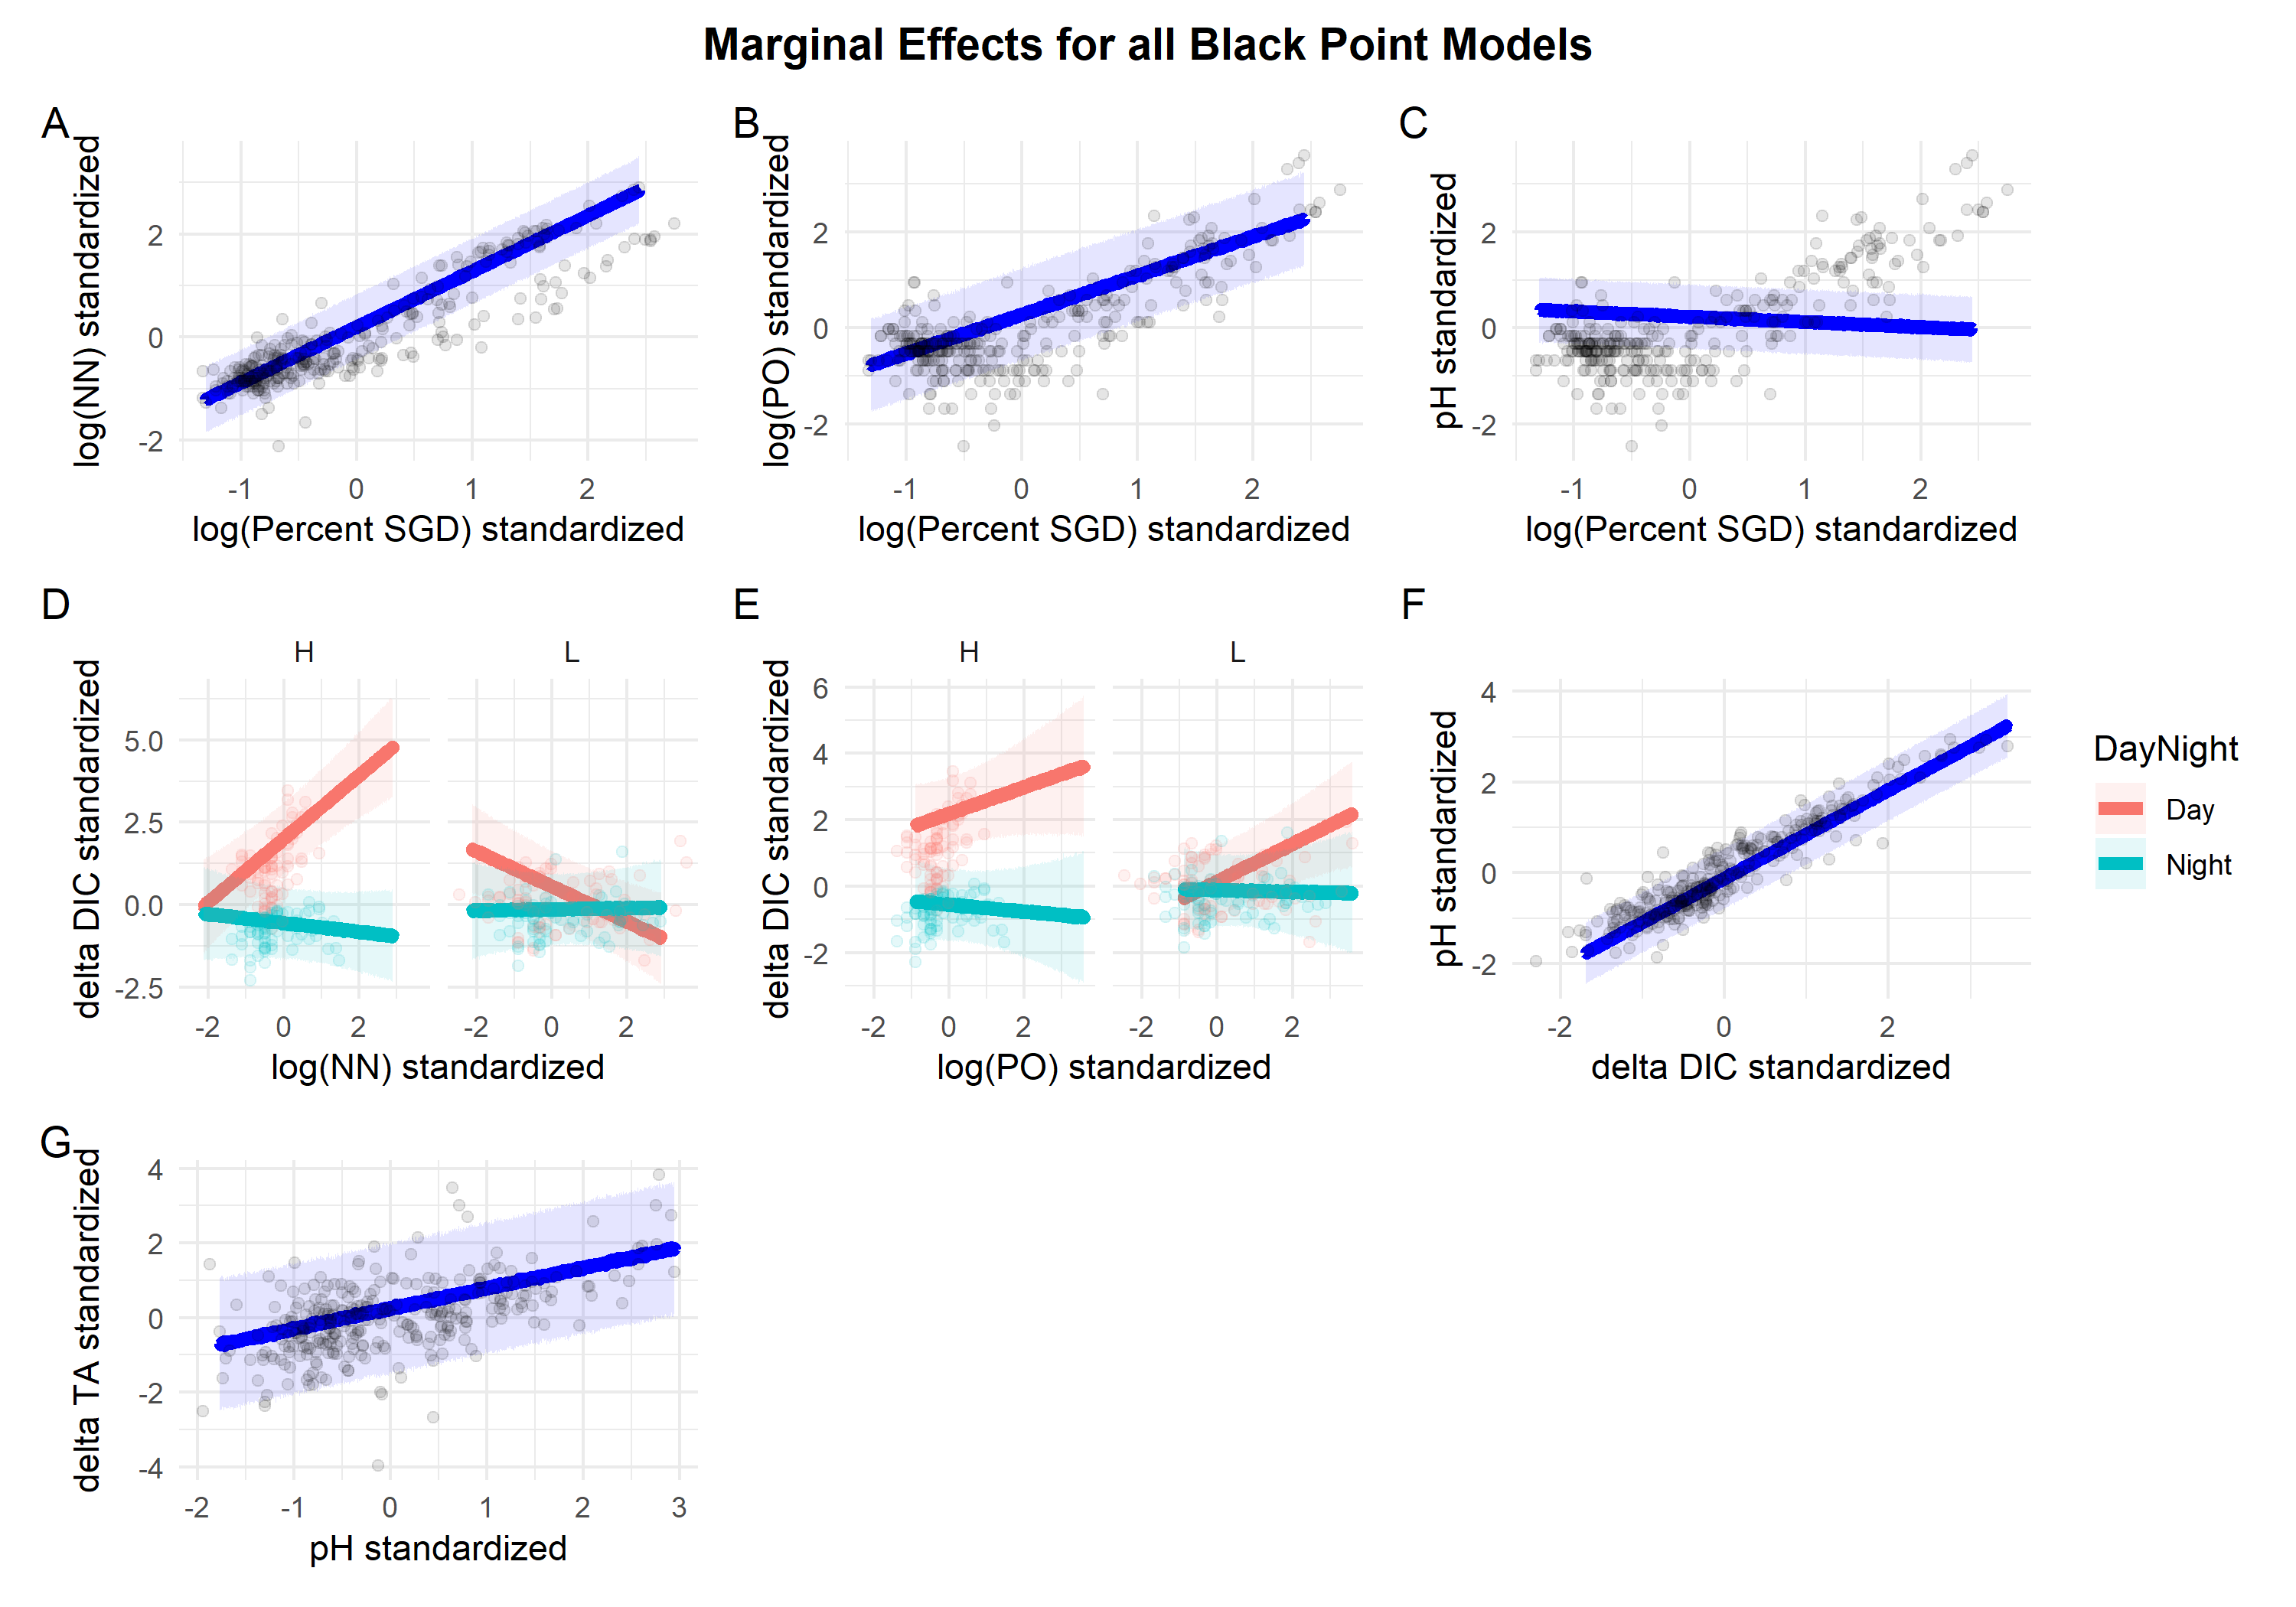 Marginal Effects for all Black Point Models
A
log(NN) standardized
2
0
-2
-1 0 1 2
log(Percent SGD) standardized
B
log(PO) standardized
2
0
-2
-1 0 1 2
log(Percent SGD) standardized
C
pH standardized
2
0
-2
-1 0 1 2
log(Percent SGD) standardized
D
H L
delta DIC standardized
5.0
2.5
0.0
-2.5
-2 0 2 -2 0 2
log(NN) standardized
E
H L
delta DIC standardized
6
4
2
0
-2
-2 0 2 -2 0 2
log(PO) standardized
F
pH standardized
4
2
0
-2
-2 0 2
delta DIC standardized
DayNight
Day
Night
G
delta TA standardized
4
2
0
-2
-4
-2 -1 0 1 2 3
pH standardized